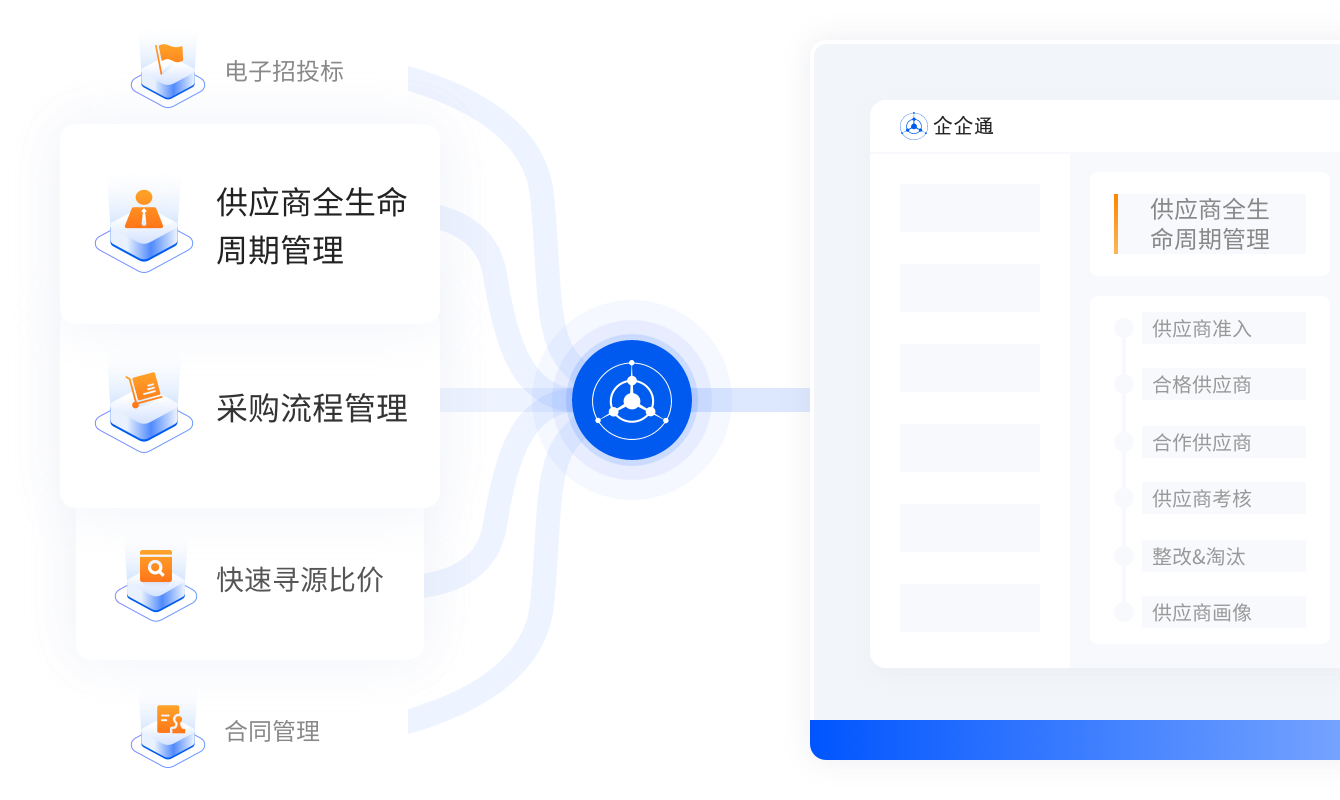 电子招投标
供应商全生命
周期管理
采购流程管理
快速寻源比价
合同管理
企企通
供应商全生
命周期管理
供应商准入
合格供应商
合作供应商
供应商考核
整改&淘汰
供应商画像